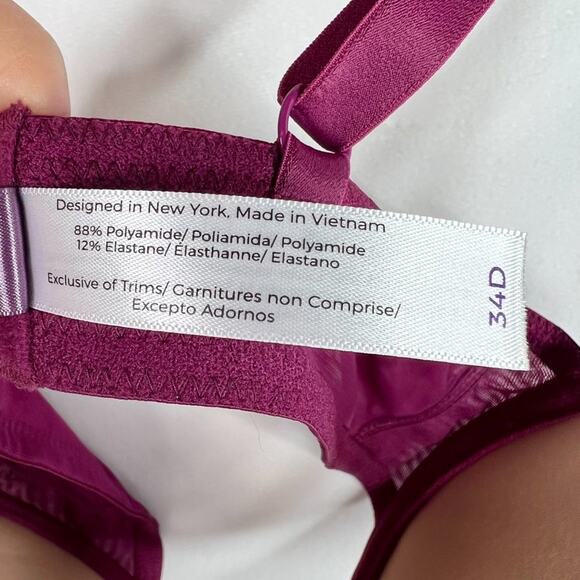 Designed in New York, Made in Vietnam
88% Polyamide/ Poliamida/ Polyamide
12% Elastane/ Élasthanne/ Elastano
Exclusive of Trims/ Garnitures non Comprise/
Excepto Adornos
34D